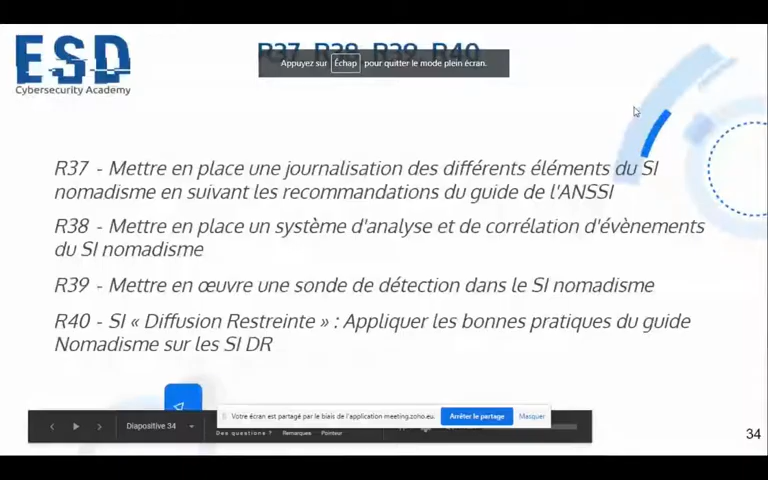 ESD
Cybersecurity Academy
R37 R38 R39 R40
Appuyez sur Échap pour quitter le mode plein écran.
R37 - Mettre en place une journalisation des différents éléments du SI
nomadisme en suivant les recommandations du guide de l'ANSSI
R38 - Mettre en place un système d'analyse et de corrélation d'évènements
du SI nomadisme
R39 - Mettre en œuvre une sonde de détection dans le SI nomadisme
R40 - SI « Diffusion Restreinte » : Appliquer les bonnes pratiques du guide
Nomadisme sur les SI DR
Votre écran est partagé par le biais de l'application meeting.zoho.eu.
Arrêter le partage
Masquer
Diapositive 34
Des questions ?
Remarques
Pointeur
34